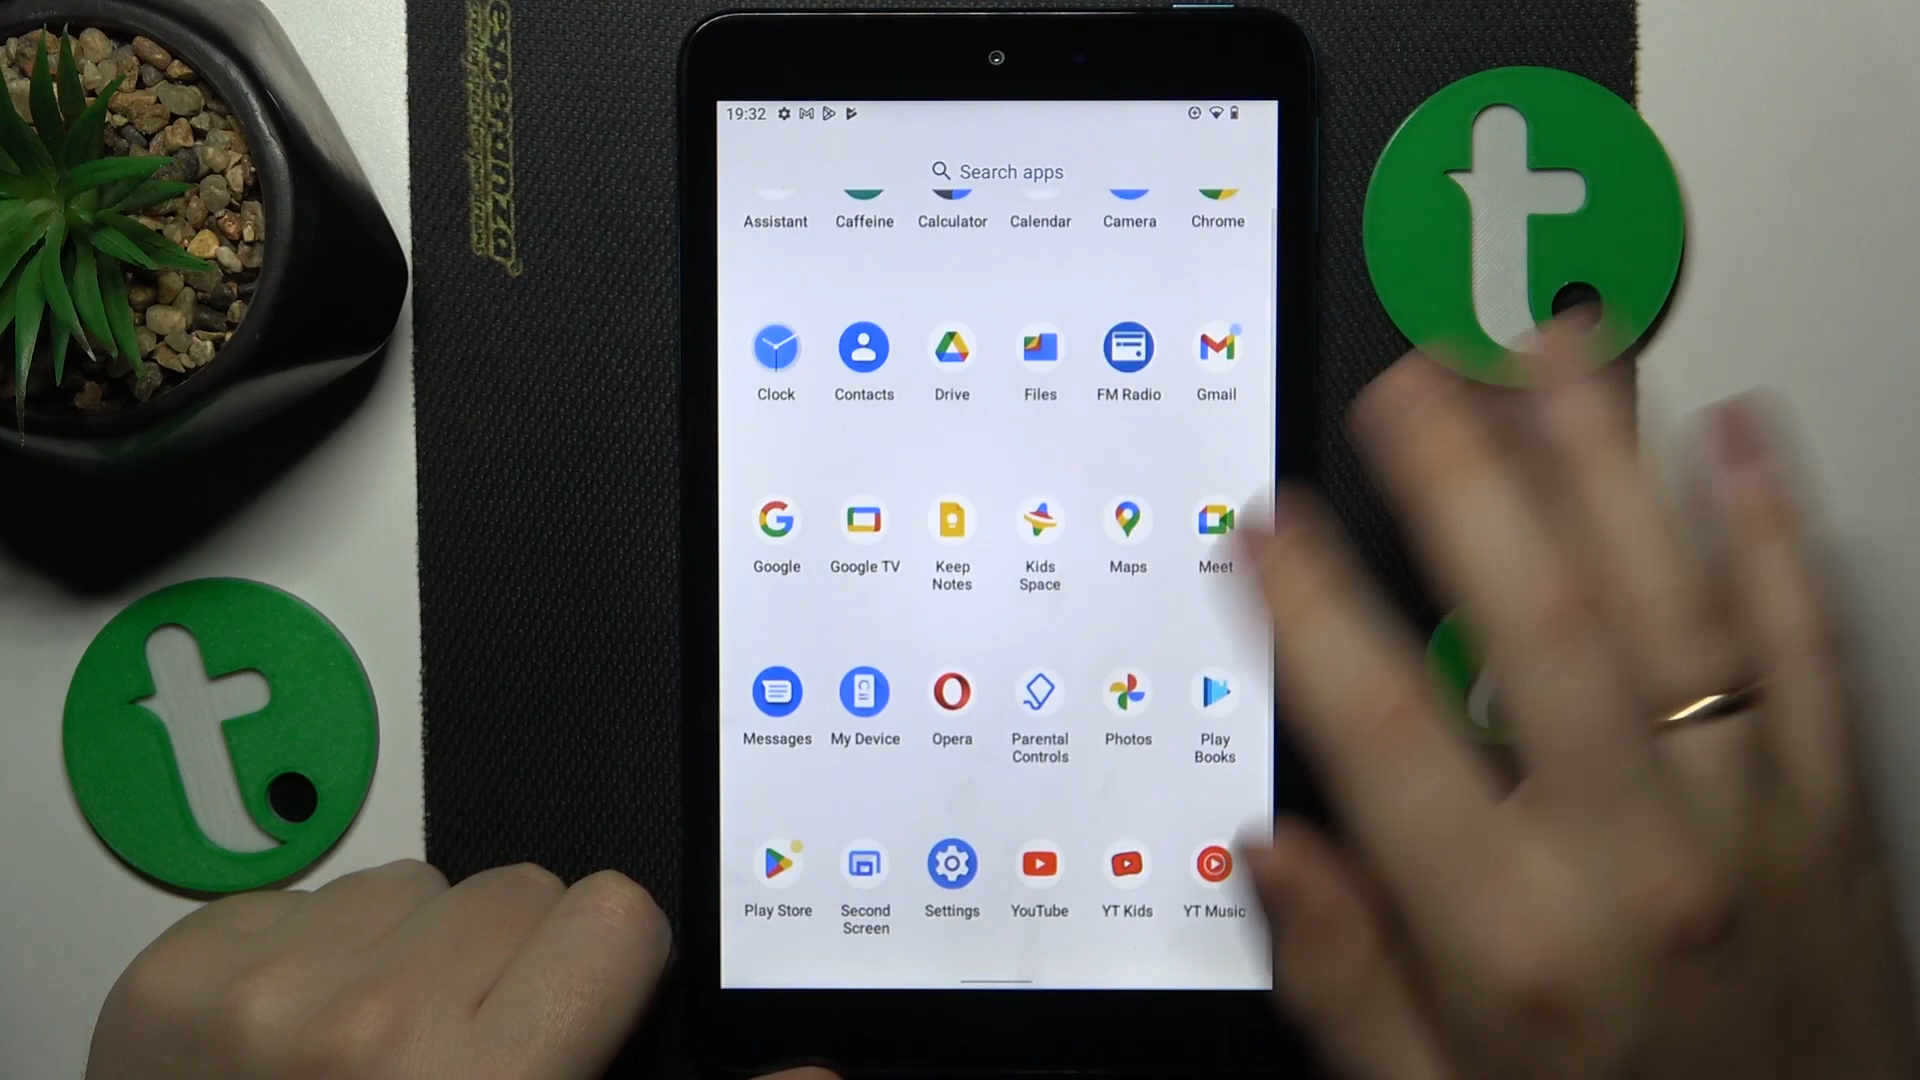 esperanza
19:32
Search apps
Assistant Caffeine Calculator Calendar Camera Chrome
Clock Contacts Drive Files FM Radio Gmail
Google Google TV Keep Notes Kids Space Maps Meet
Messages My Device Opera Parental Controls Photos Play Books
Play Store Second Screen Settings YouTube YT Kids YT Music
t.
t.